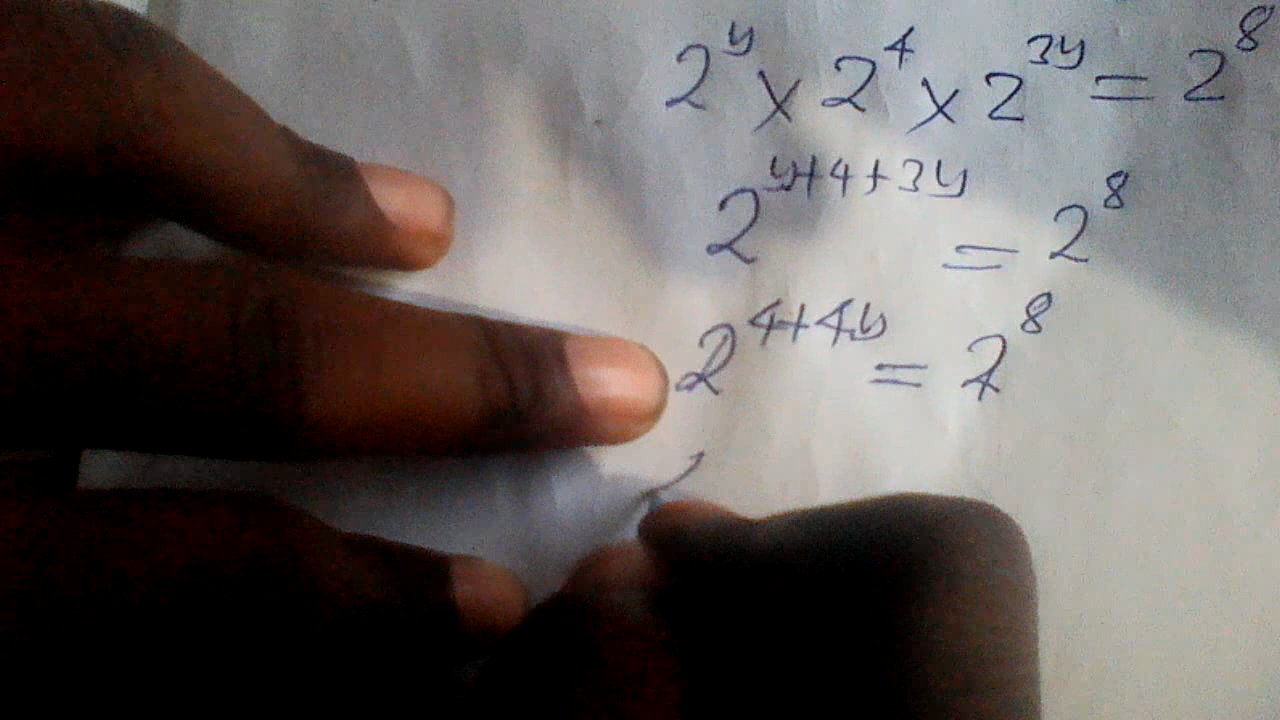 2^y × 2^4 × 2^3y = 2^8
2^y+4+3y = 2^8
2^4+4y = 2^8